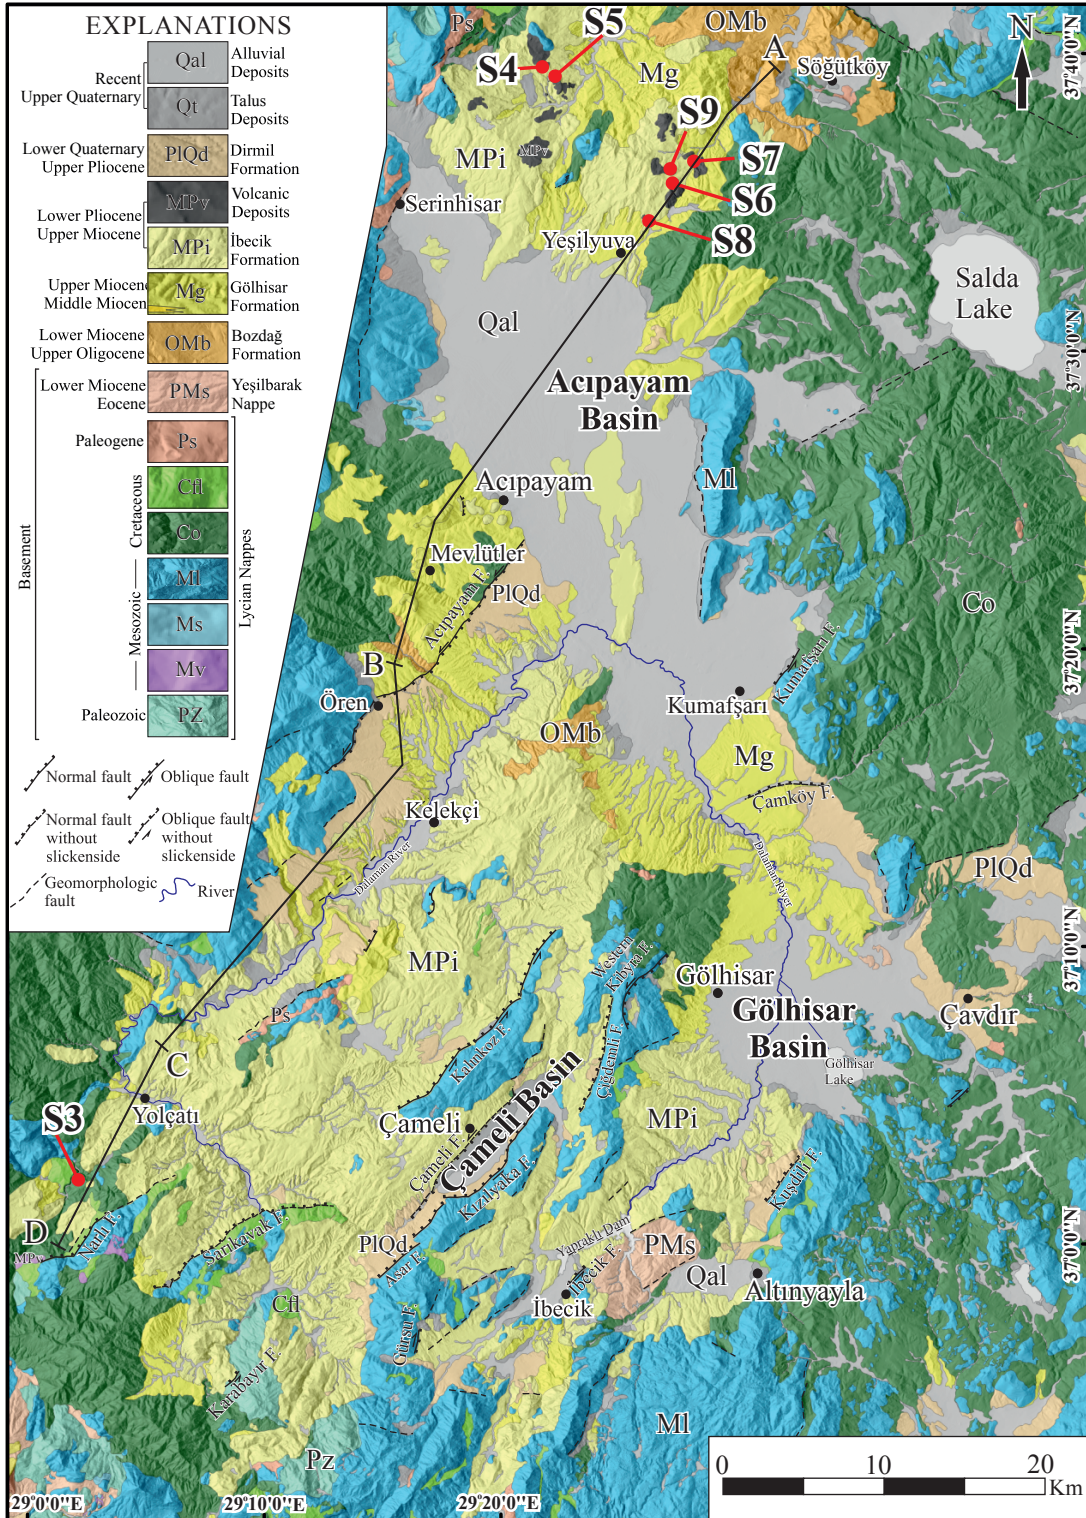 EXPLANATIONS
Recent
Upper Quaternary
Qal
Alluvial
Deposits
Qt
Talus
Deposits
Lower Quaternary
Upper Pliocene
PlQd
Dirmil
Formation
Lower Pliocene
Upper Miocene
MPv
Volcanic
Deposits
MPi
İbecik
Formation
Upper Miocene
Middle Miocen
Mg
Gölhisar
Formation
Lower Miocene
Upper Oligocene
OMb
Bozdağ
Formation
Basement
Lower Miocene
Eocene
PMs
Yeşilbarak
Nappe
Paleogene
Ps
Cretaceous
Cfl
Co
Mesozoic
Ml
Ms
Mv
Paleozoic
PZ
Lycian Nappes
Normal fault
Oblique fault
Normal fault
without
slickenside
Oblique fault
without
slickenside
Geomorphologic
fault
River
Ps
S5
S4
OMb
A
N
Mg
Söğütköy
37°40'0"N
S9
MPi
MPv
S7
S6
Serinhisar
S8
Yeşilyuva
Salda
Lake
Qal
37°30'0"N
Acıpayam
Basin
Ml
Acıpayam
Mevlütler
Acıpayam F.
PlQd
Co
37°20'0"N
B
Kumafşarı F.
Ören
Kumafşarı
OMb
Mg
Çamköy F.
Kelekçi
Dalaman River
Dalaman River
PlQd
37°10'0"N
MPi
Western
Kibyra F.
Gölhisar
Gölhisar
Basin
Çavdır
Ps
Kalınkoz F.
Çiğdemli F.
Gölhisar
Lake
C
Yolçatı
S3
Çameli
Çameli F.
Çameli Basin
MPi
Kızılyaka F.
Kuşdili F.
D
MPv
Narlı F.
Sarıkavak F.
PlQd
Asar F.
Yapraklı Dam
PMs
Qal
37°0'0"N
Altınyayla
İbecik F.
İbecik
Cfl
Gürsu F.
Karabayır F.
Pz
Ml
0
10
20
Km
29°0'0"E
29°10'0"E
29°20'0"E